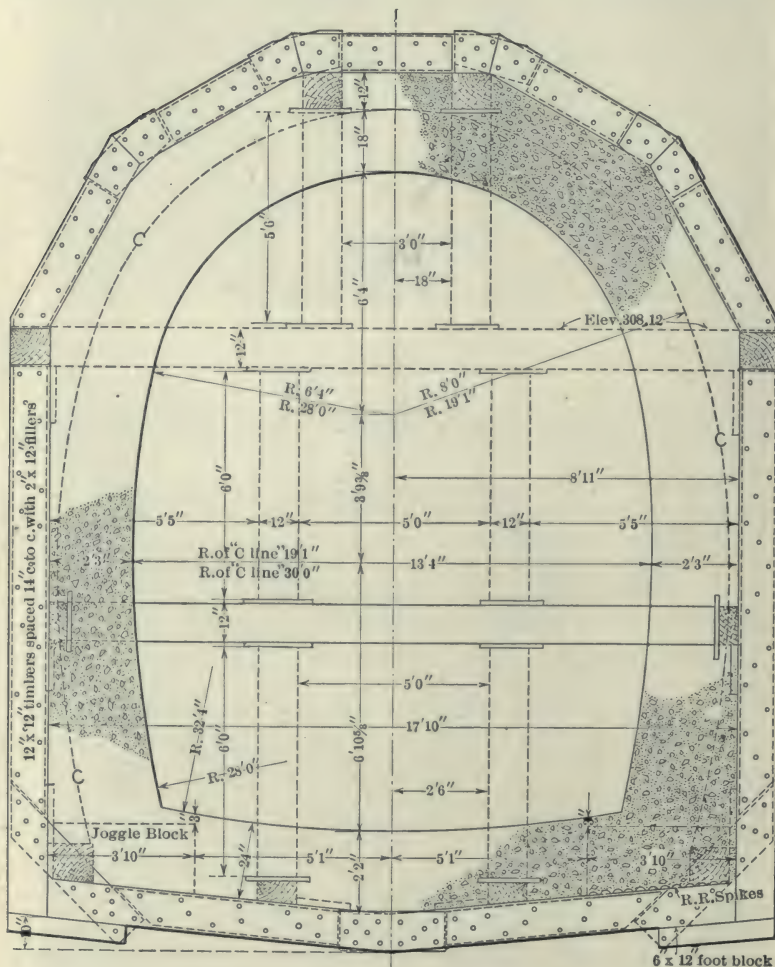 12"
18"
5'6"
3'0"
6'4"
18"
Elev. 308.12
12"
R. 6'4"
R. 28'0"
R. 8'0"
R. 19'1"
C
C
8'11"
6'0"
3'9⅜"
5'5"
12"
5'0"
12"
5'5"
R. of "C line" 19'1"
R. of "C line" 30'0"
2'3"
13'4"
2'3"
12"
12" x 12" timbers spaced 14" c. to c. with 2" x 12" fillers
5'0"
17'10"
R. 32'4"
6'0"
6'10⅝"
R. 28'0"
2'6"
C
Joggle Block
3"
3'10"
5'1"
5'1"
3'10"
24"
2'2"
R.R. Spikes
6" x 12" foot block